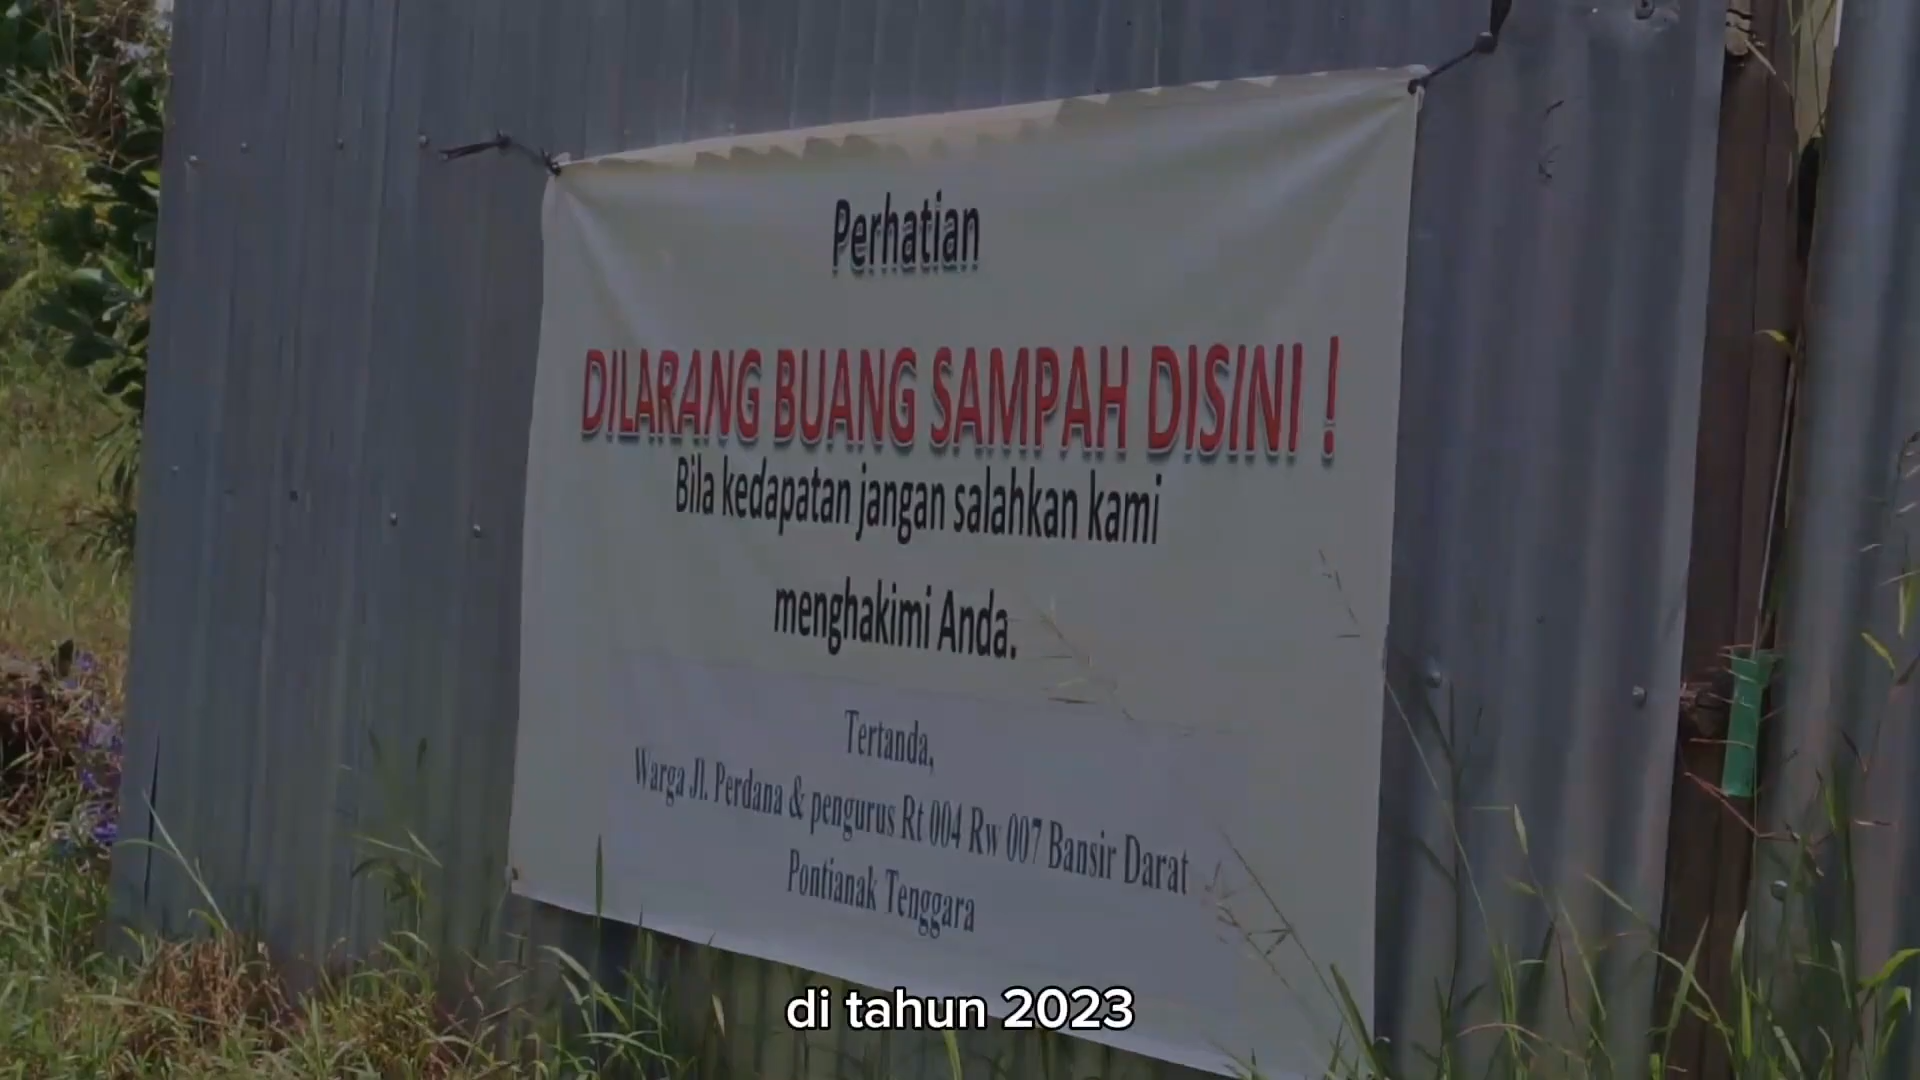 Perhatian
DILARANG BUANG SAMPAH DISINI !
Bila kedapatan jangan salahkan kami
menghakimi Anda.
Tertanda,
Warga Jl. Perdana & pengurus Rt 004 Rw 007 Bansir Darat
Pontianak Tenggara
di tahun 2023